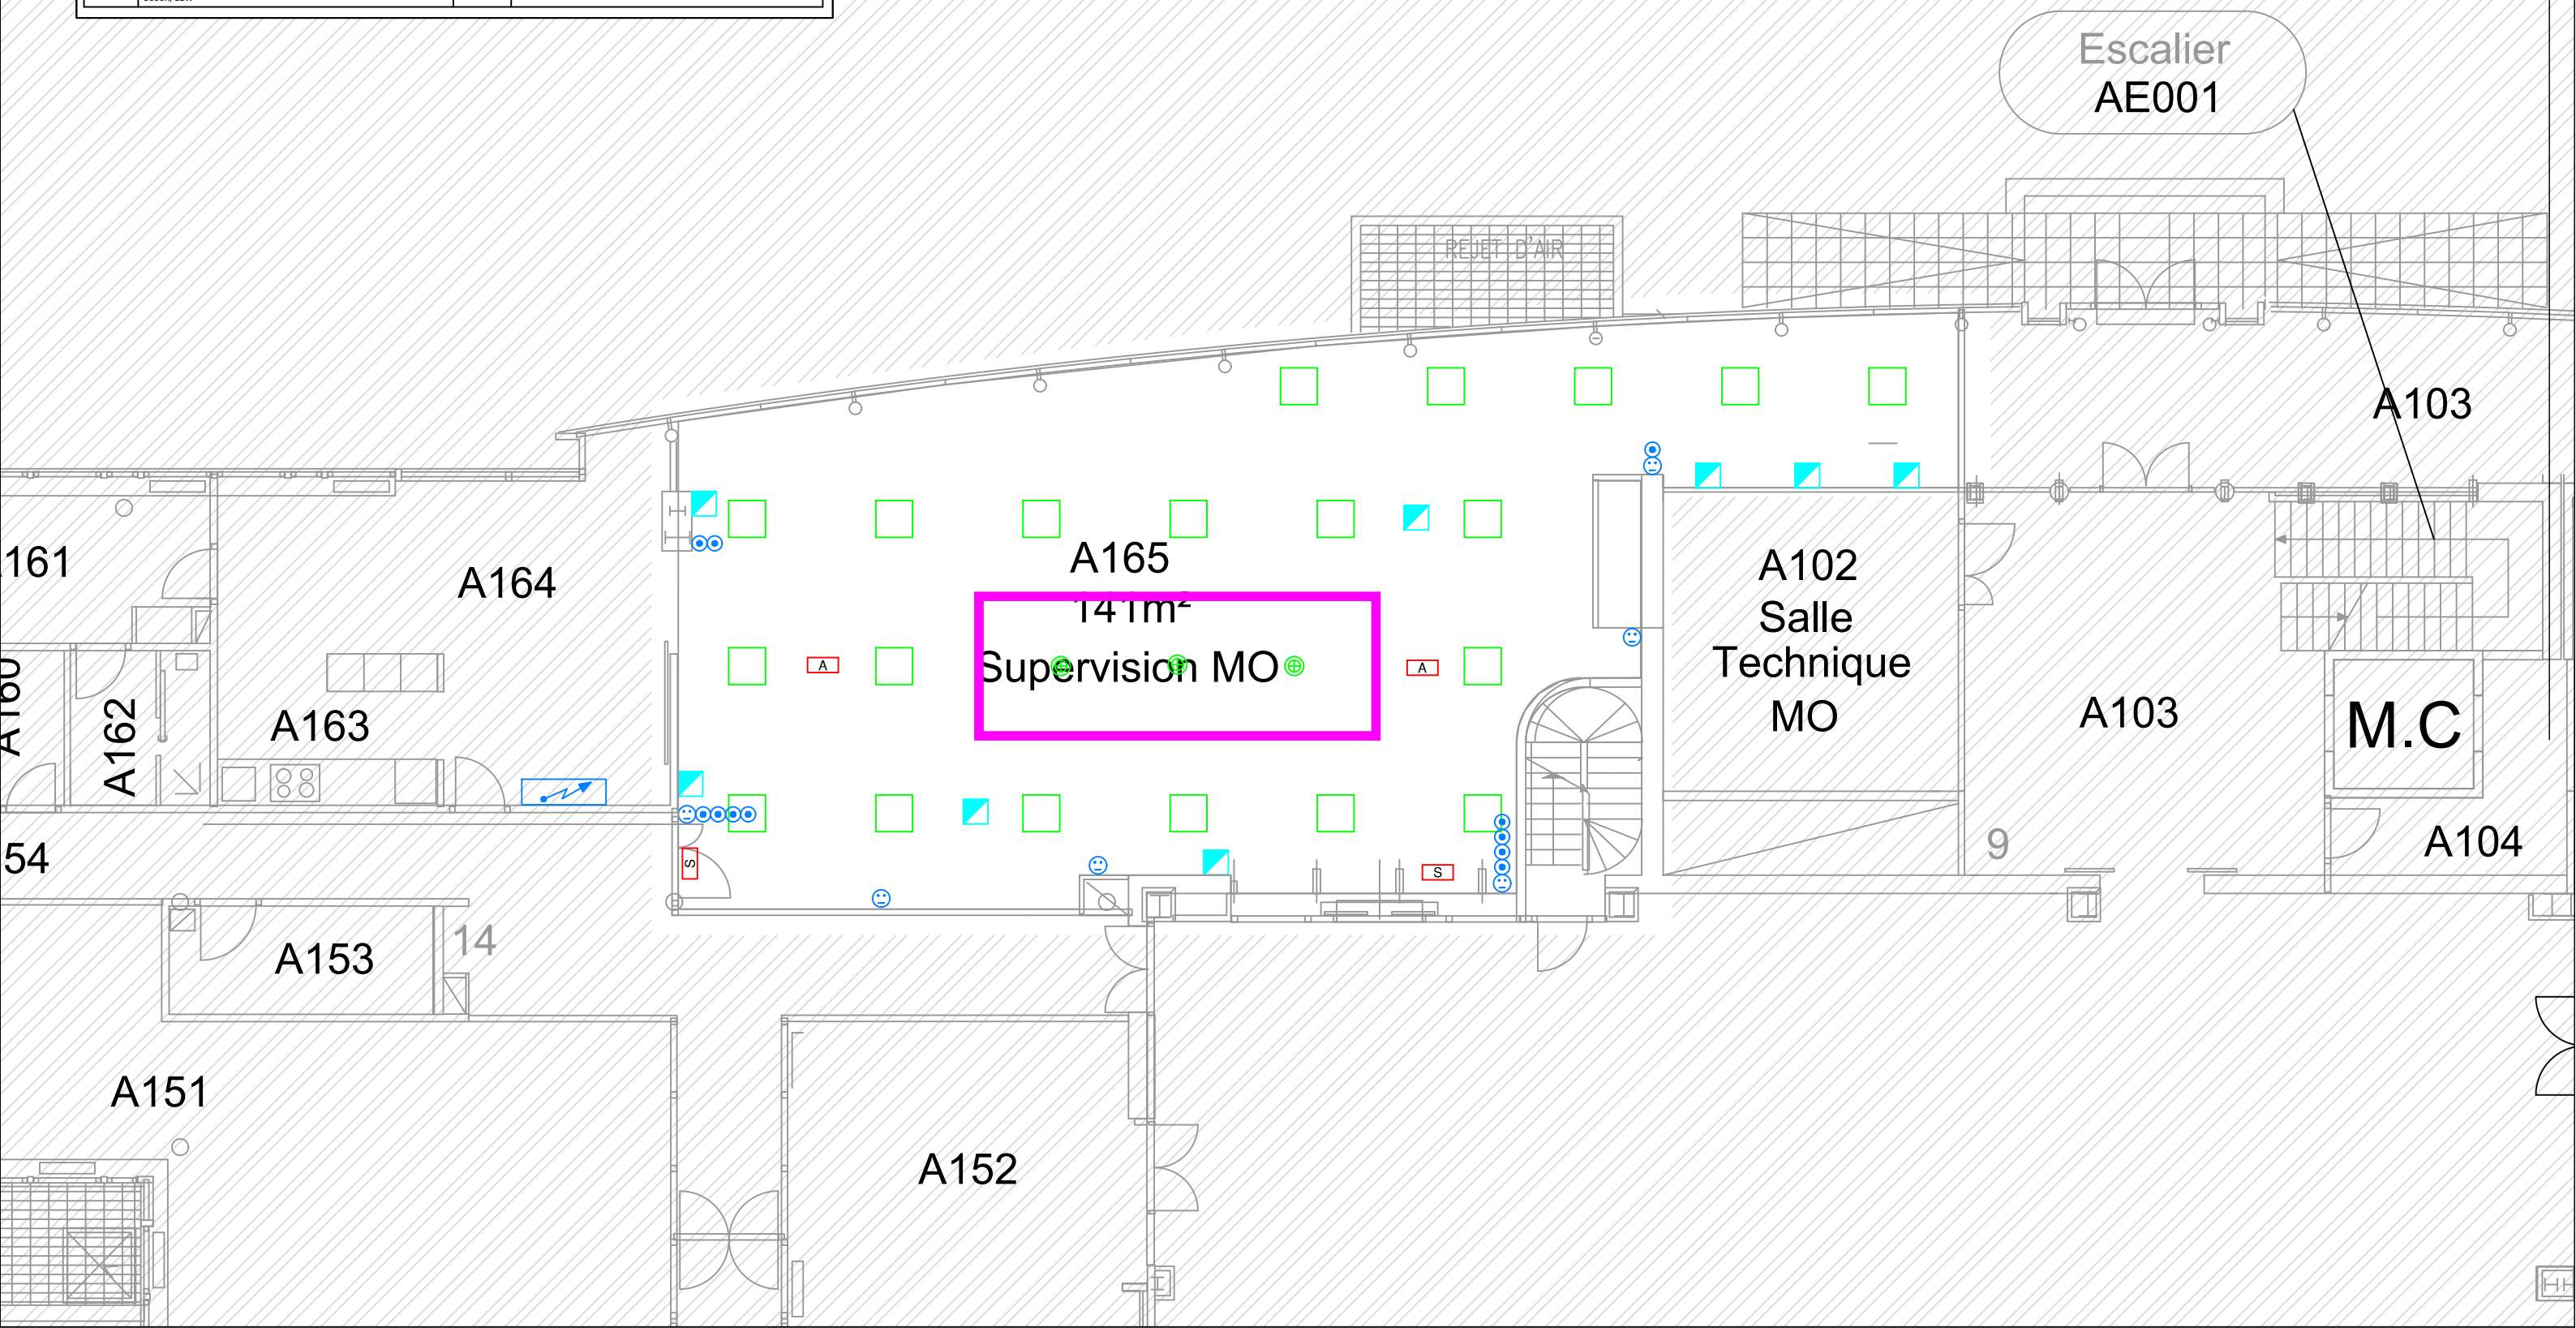 Escalier
AE001
REJET D'AIR
A103
A165
141m²
Supervision MO
A
A
161
A164
A102
Salle
Technique
MO
A160
A162
A163
A103
M.C
54
S
S
9
A104
A153
14
A151
A152